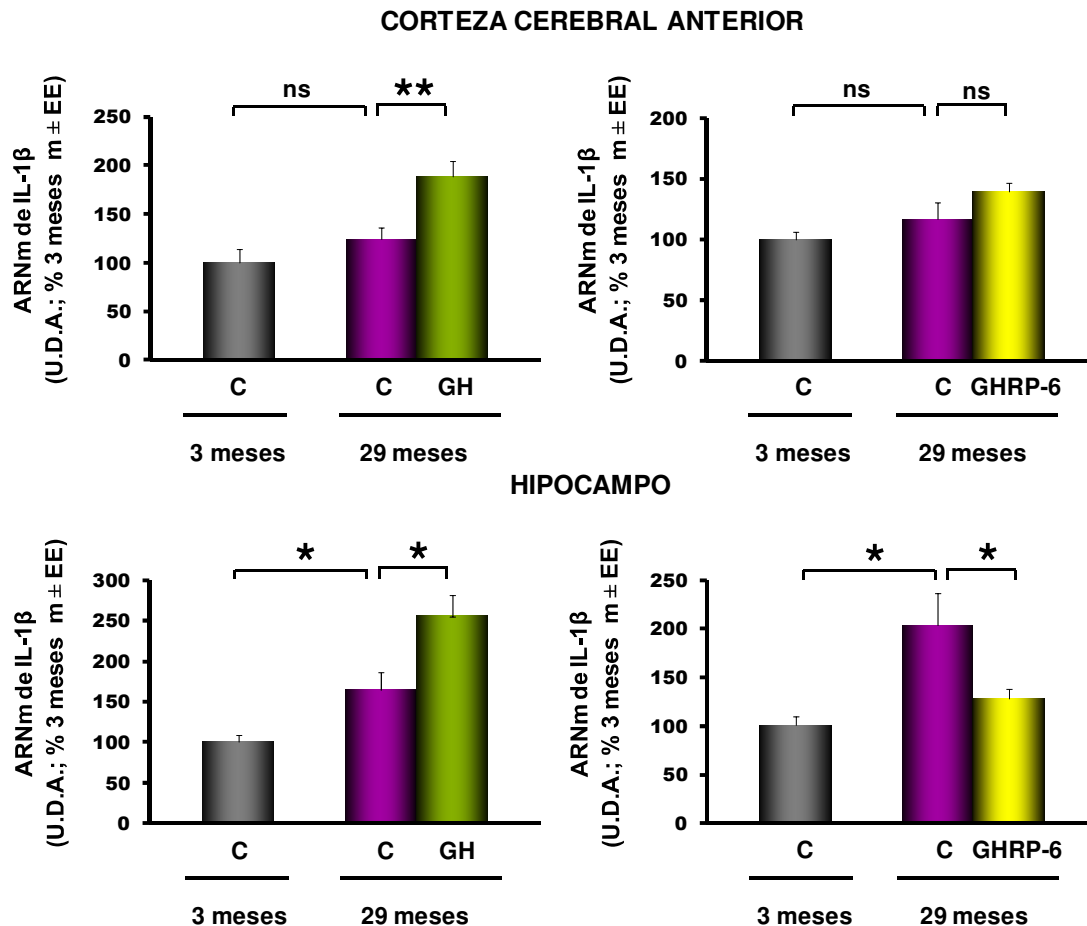 CORTEZA CEREBRAL ANTERIOR
ARNm de IL-1β
(U.D.A.; % 3 meses m ± EE)
ns
**
250
200
150
100
50
0
C
C GH
3 meses
29 meses
ARNm de IL-1β
(U.D.A.; % 3 meses m ± EE)
ns
ns
200
150
100
50
0
C
C GHRP-6
3 meses
29 meses
HIPOCAMPO
ARNm de IL-1β
(U.D.A.; % 3 meses m ± EE)
*
*
300
250
200
150
100
50
0
C
C GH
3 meses
29 meses
ARNm de IL-1β
(U.D.A.; % 3 meses m ± EE)
*
*
250
200
150
100
50
0
C
C GHRP-6
3 meses
29 meses